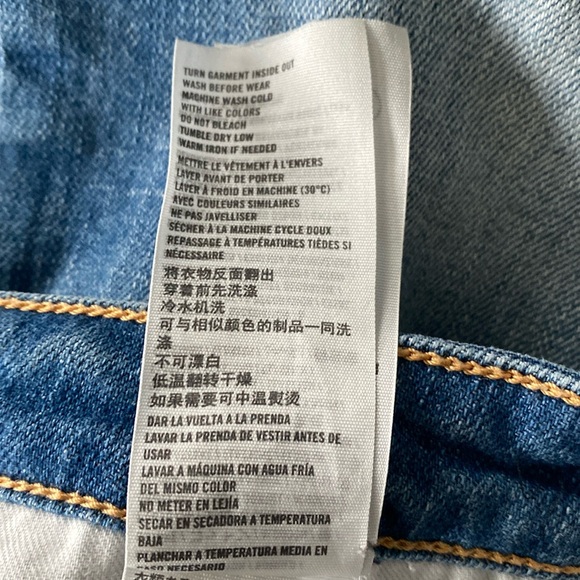 TURN GARMENT INSIDE OUT
WASH BEFORE WEAR
MACHINE WASH COLD
WITH LIKE COLORS
DO NOT BLEACH
TUMBLE DRY LOW
WARM IRON IF NEEDED
METTRE LE VÊTEMENT À L'ENVERS
LAVER AVANT DE PORTER
LAVER À FROID EN MACHINE (30°C)
AVEC COULEURS SIMILAIRES
NE PAS JAVELLISER
SÉCHER À LA MACHINE CYCLE DOUX
REPASSAGE À TEMPÉRATURES TIÈDES SI
NÉCESSAIRE
将衣物反面翻出
穿着前先洗涤
冷水机洗
可与相似颜色的制品一同洗
涤
不可漂白
低温翻转干燥
如果需要可中温熨烫
DAR LA VUELTA A LA PRENDA
LAVAR LA PRENDA DE VESTIR ANTES DE
USAR
LAVAR A MÁQUINA CON AGUA FRÍA
DEL MISMO COLOR
NO METER EN LEJÍA
SECAR EN SECADORA A TEMPERATURA
BAJA
PLANCHAR A TEMPERATURA MEDIA EN
CASO NECESARIO